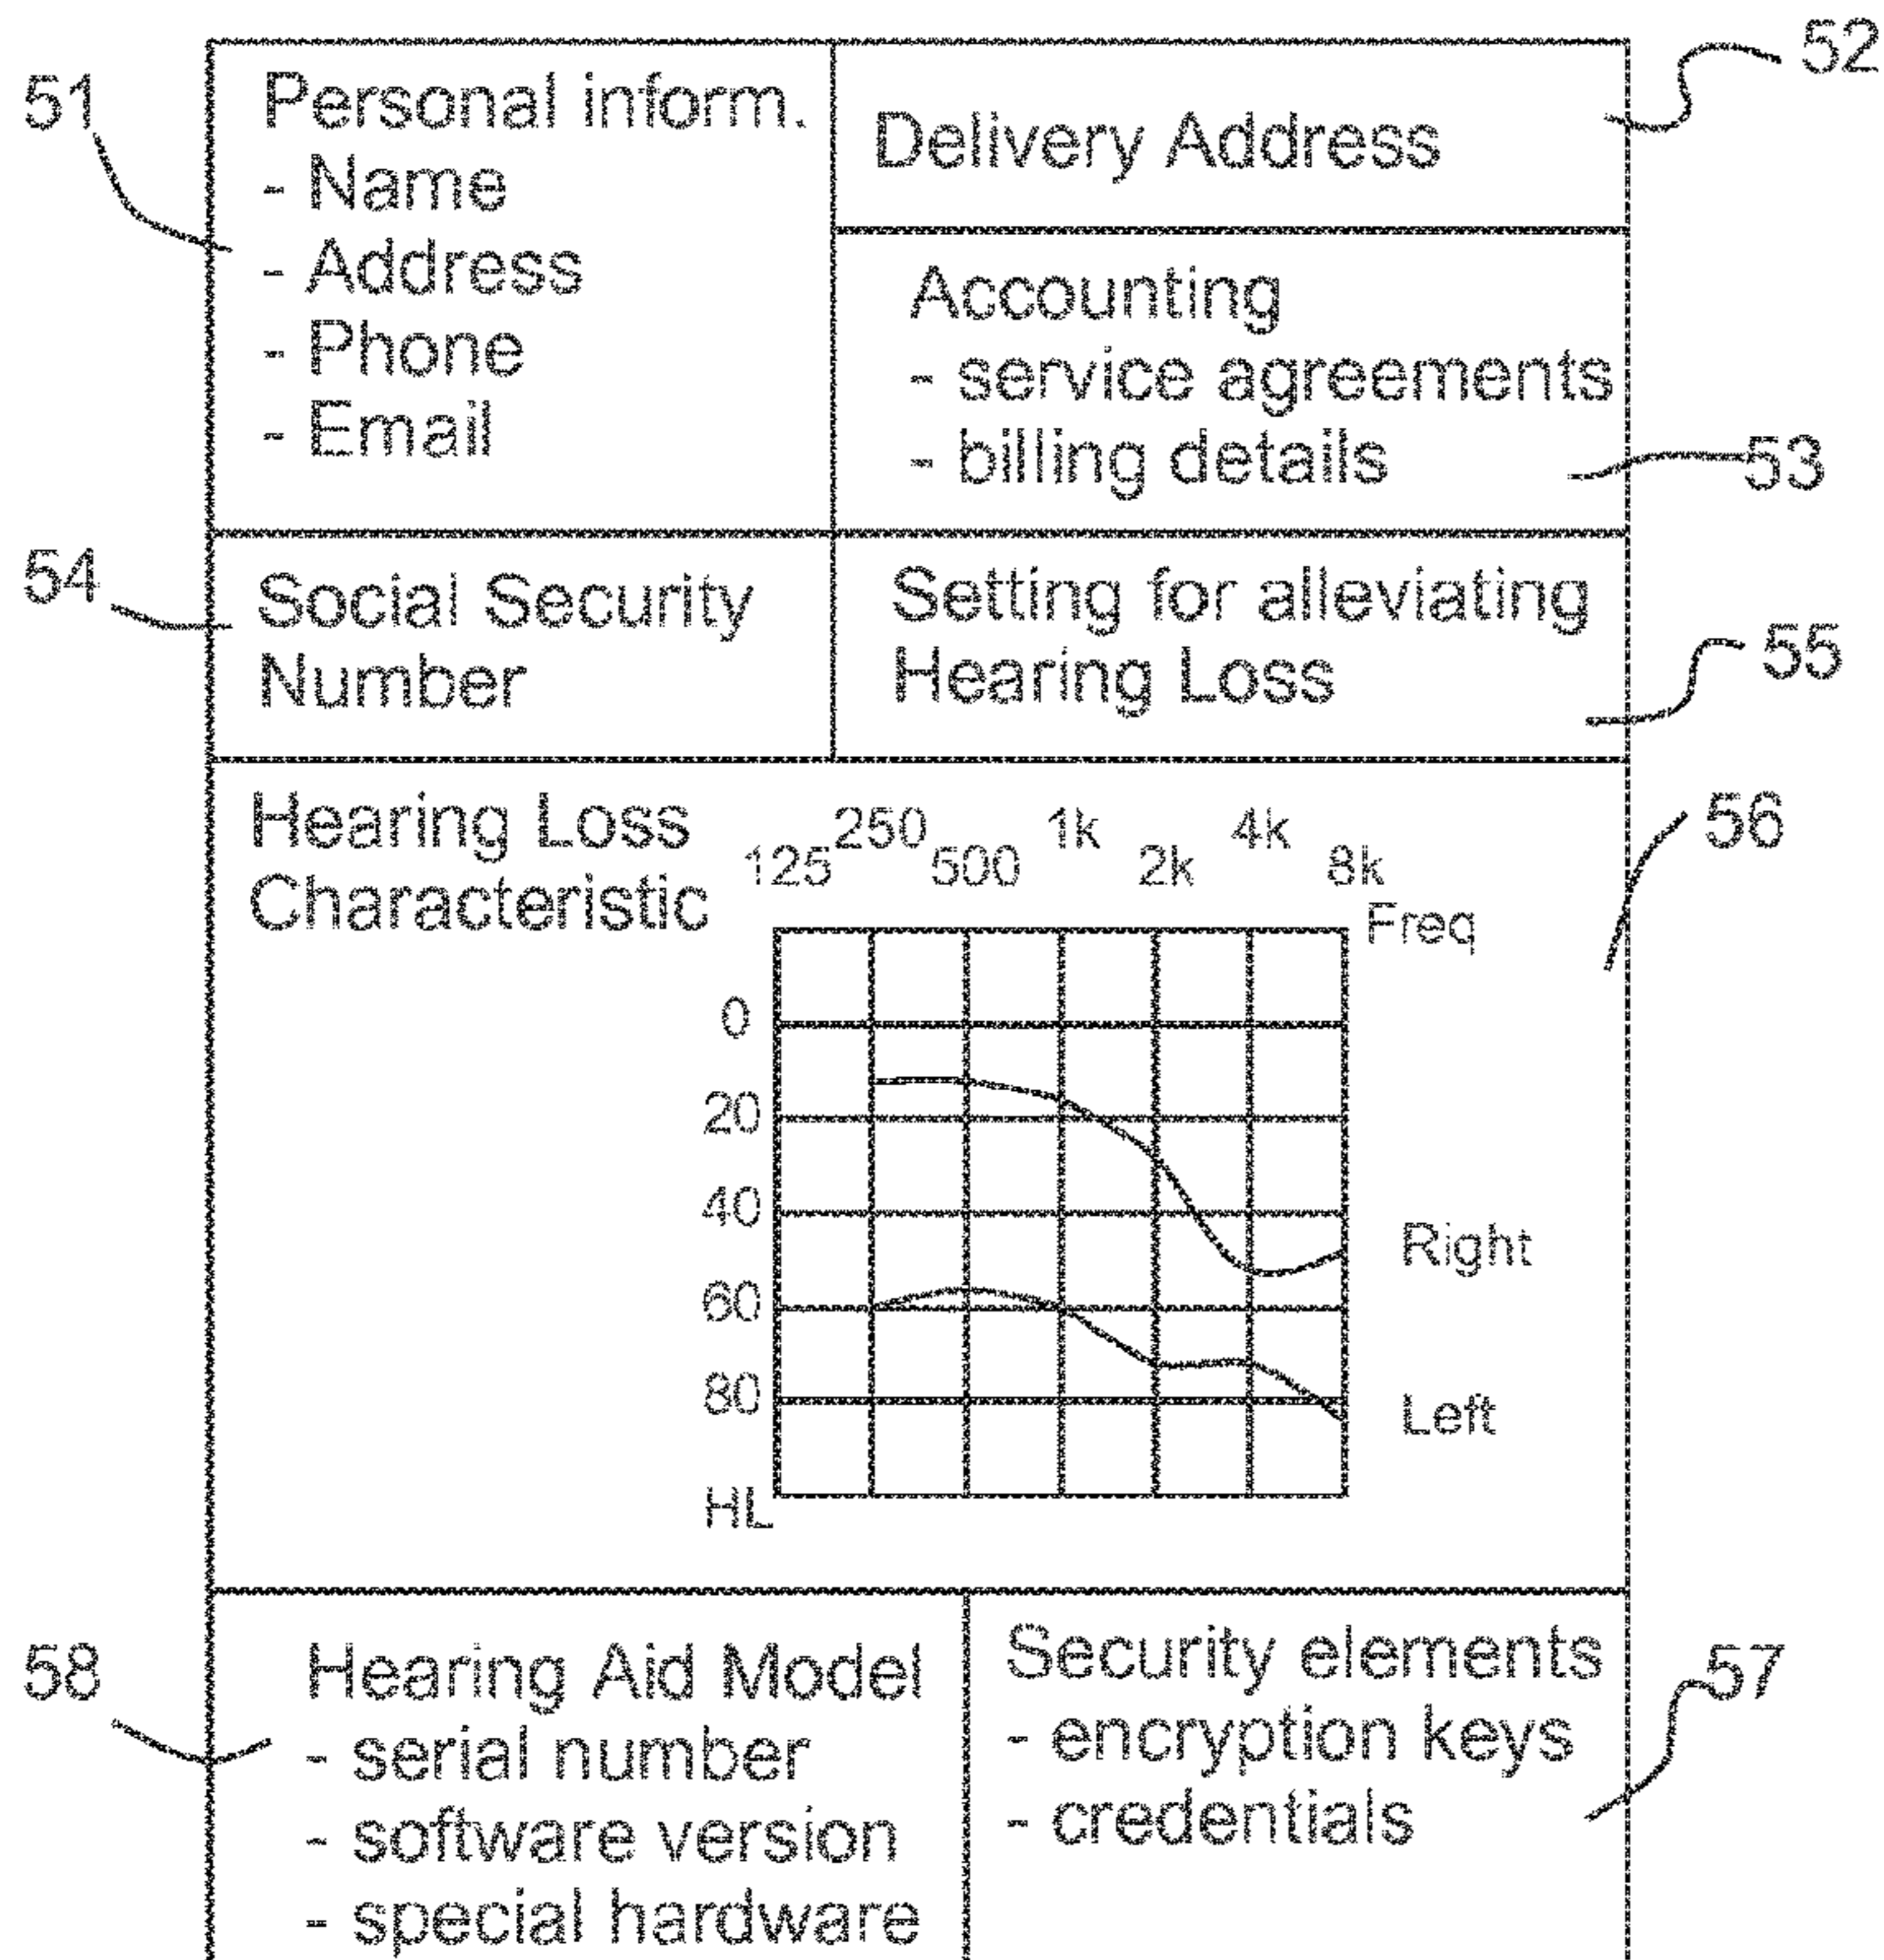 51
Personal inform.
- Name
- Address
- Phone
- Email
Delivery Address
52
Accounting
- service agreements
- billing details
53
54
Social Security
Number
Setting for alleviating
Hearing Loss
55
Hearing Loss
Characteristic
125 250 500 1k 2k 4k 8k
Freq
56
0
20
40
60
80
HL
Right
Left
58
Hearing Aid Model
- serial number
- software version
- special hardware
Security elements
- encryption keys
- credentials
57